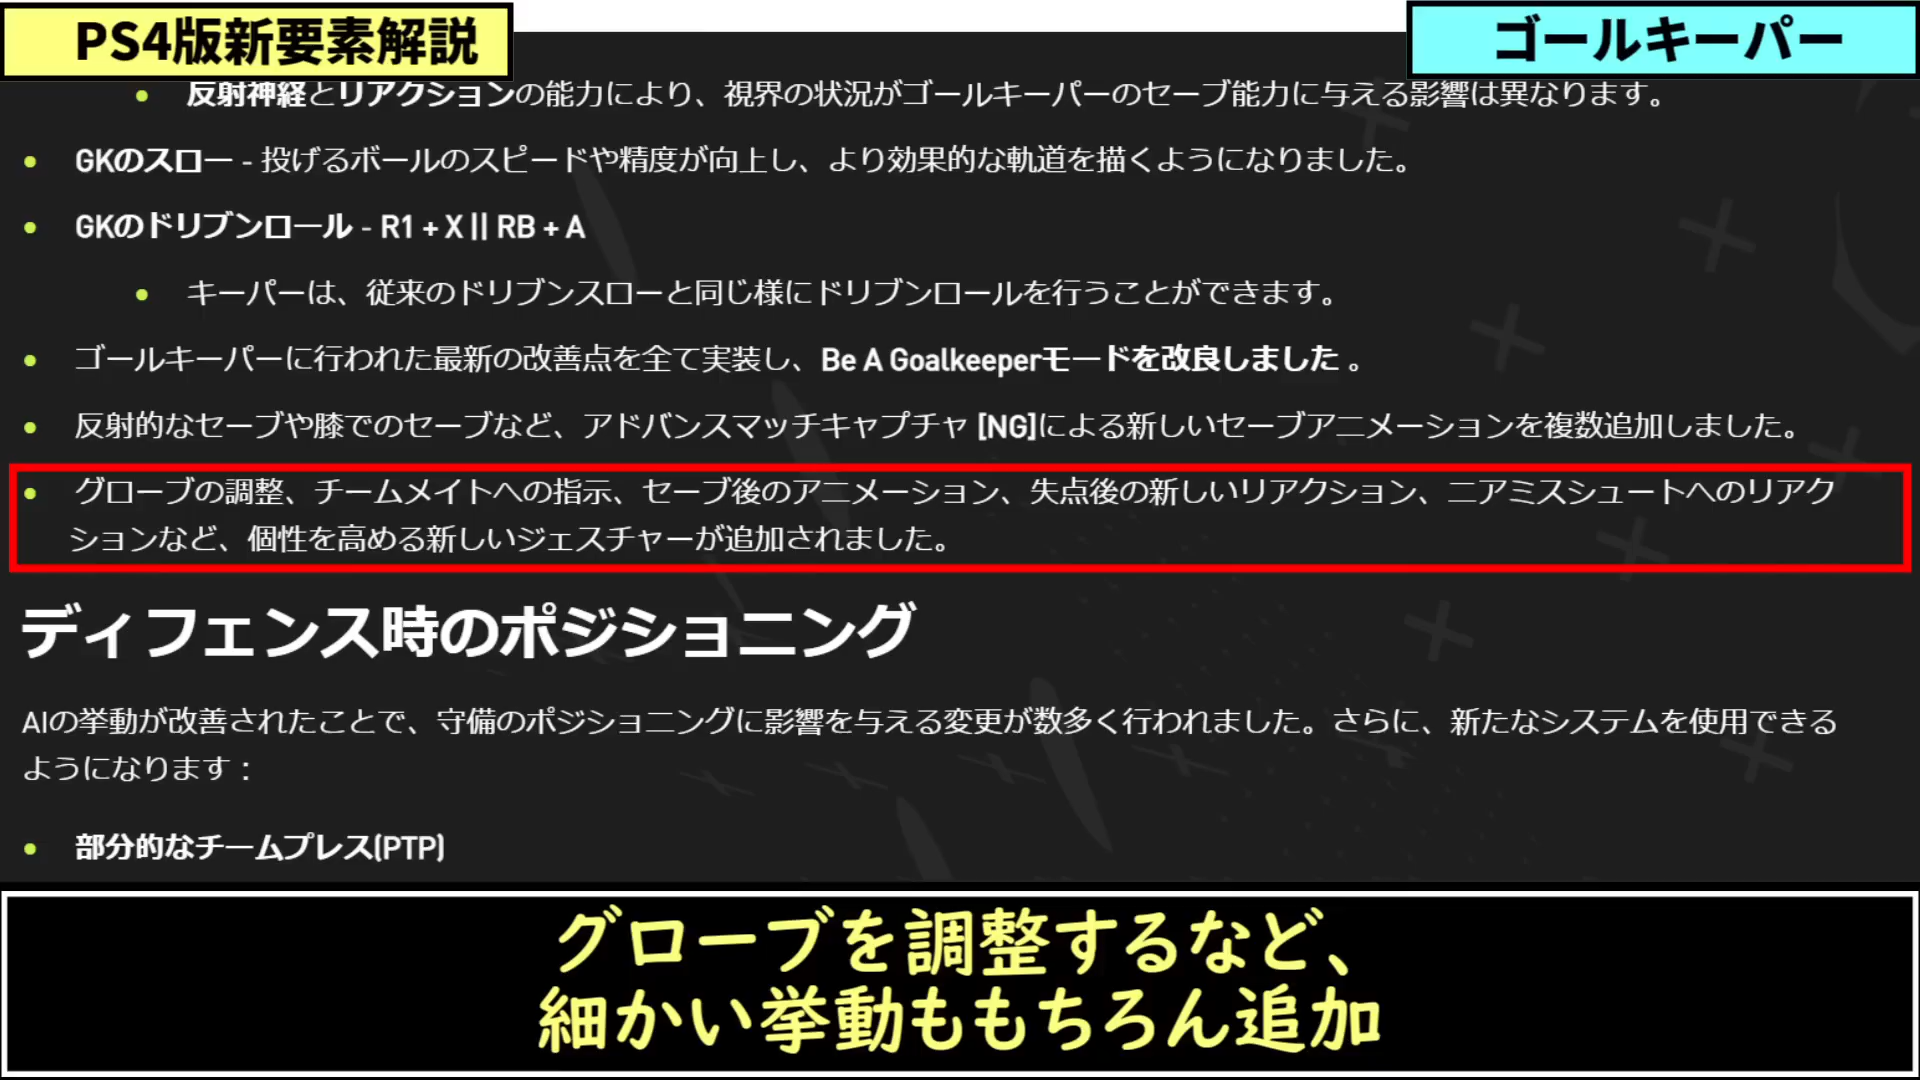 PS4版新要素解説
ゴールキーパー
反射神経とリアクションの能力により、視界の状況がゴールキーパーのセーブ能力に与える影響は異なります。
GKのスロー - 投げるボールのスピードや精度が向上し、より効果的な軌道を描くようになりました。
GKのドリブンロール - R1 + X || RB + A
キーパーは、従来のドリブンスローと同じ様にドリブンロールを行うことができます。
ゴールキーパーに行われた最新の改善点を全て実装し、Be A Goalkeeperモードを改良しました 。
反射的なセーブや膝でのセーブなど、アドバンスマッチキャプチャ [NG]による新しいセーブアニメーションを複数追加しました。
グローブの調整、チームメイトへの指示、セーブ後のアニメーション、失点後の新しいリアクション、ニアミスシュートへのリアク
ションなど、個性を高める新しいジェスチャーが追加されました。
ディフェンス時のポジショニング
AIの挙動が改善されたことで、守備のポジショニングに影響を与える変更が数多く行われました。さらに、新たなシステムを使用できる
ようになります：
部分的なチームプレス(PTP)
グローブを調整するなど、
細かい挙動ももちろん追加